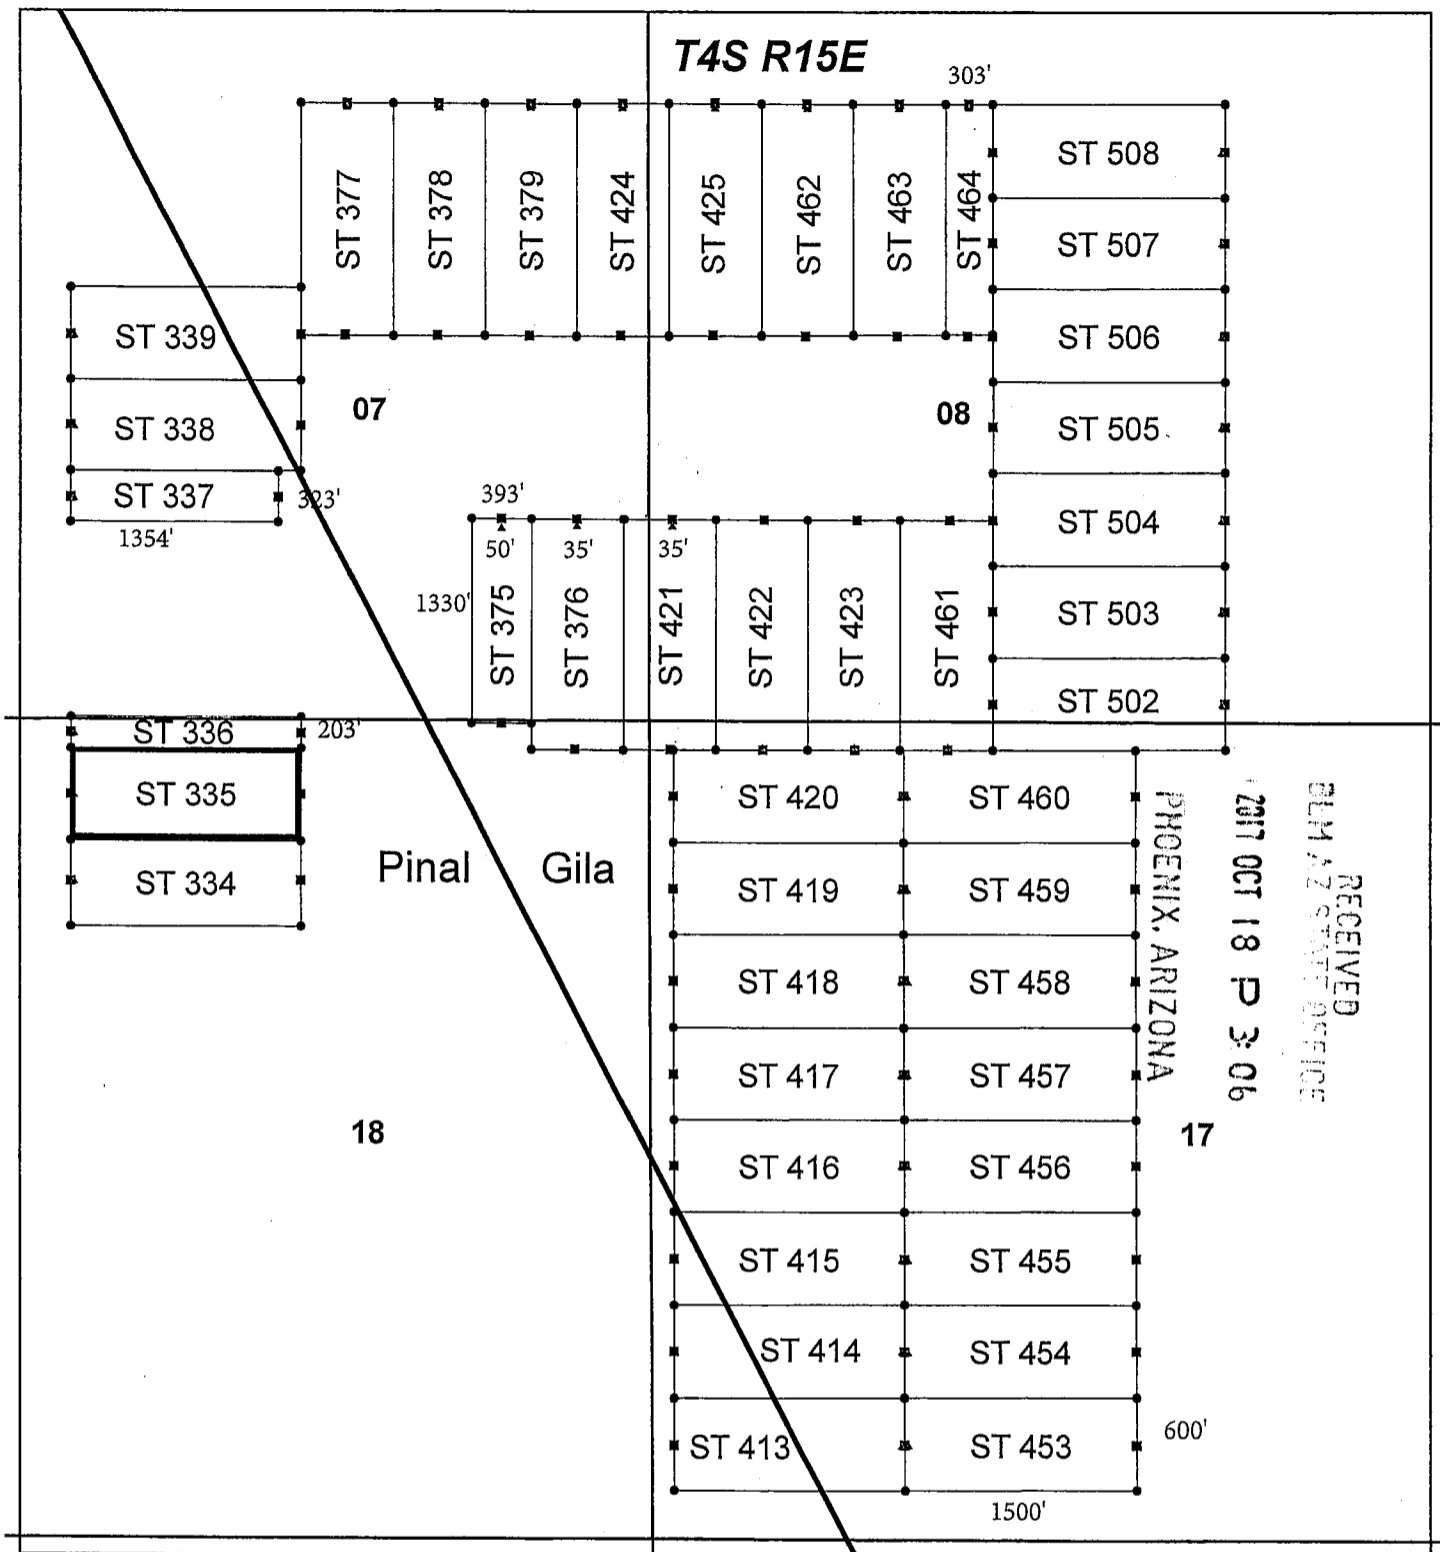 T4S R15E
303'
ST 377
ST 378
ST 379
ST 424
ST 425
ST 462
ST 463
ST 464
ST 508
ST 507
ST 506
ST 505
ST 504
ST 503
ST 502
ST 339
ST 338
ST 337
323'
1354'
07
08
393'
50'
35'
35'
1330'
ST 375
ST 376
ST 421
ST 422
ST 423
ST 461
ST 336
203'
ST 335
ST 334
Pinal
Gila
ST 420
ST 460
ST 419
ST 459
ST 418
ST 458
ST 417
ST 457
ST 416
ST 456
ST 415
ST 455
ST 414
ST 454
ST 413
ST 453
600'
1500'
18
17
RECEIVED
BLM AZ STATE OFFICE
2017 OCT 18 P 3:06
PHOENIX, ARIZONA